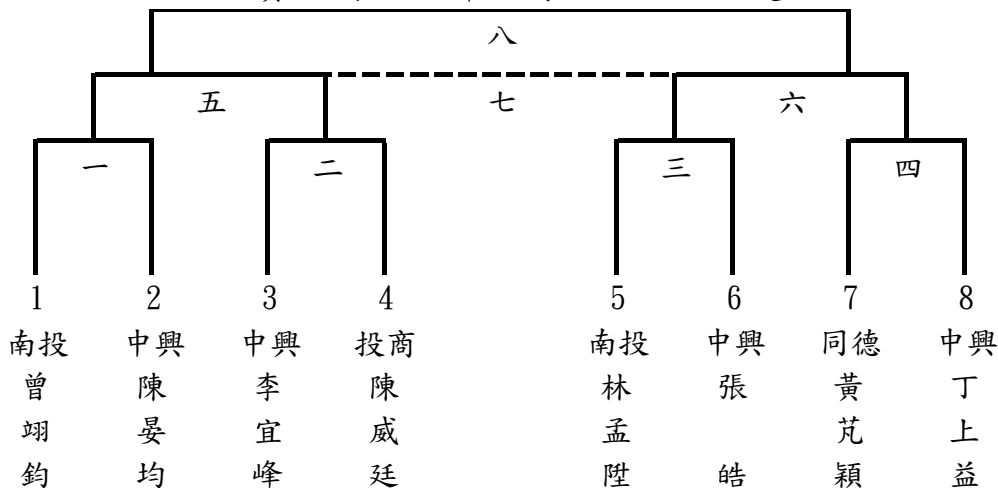 八
五 七 六
一 二 三 四
1 2 3 4 5 6 7 8
南投 中興 中興 投商 南投 中興 同德 中興
曾 陳 李 陳 林 張 黃 丁
翊 晏 宜 威 孟 芃 上
鈞 均 峰 廷 陞 皓 穎 益